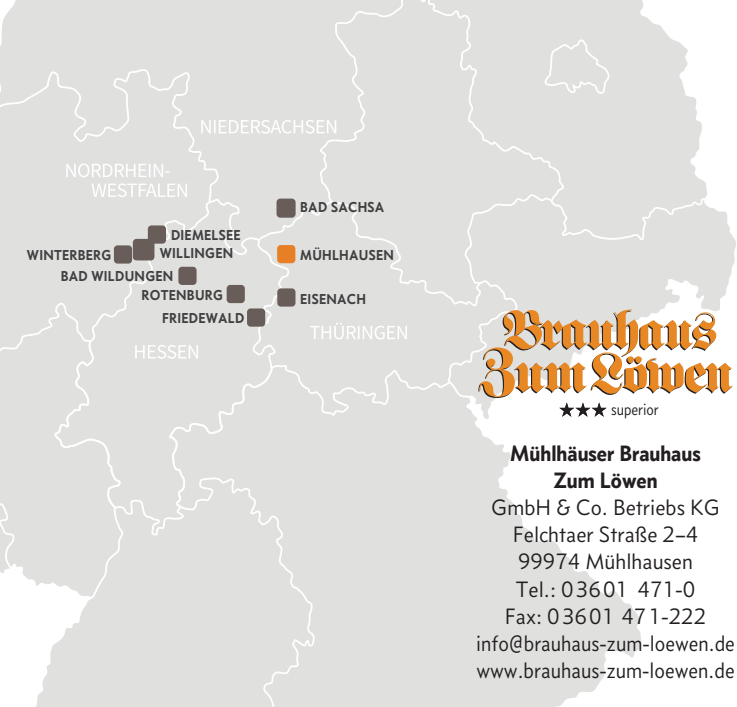 NIEDERSACHSEN
NORDRHEIN-
WESTFALEN
BAD SACHSA
DIEMELSEE
WINTERBERG
WILLINGEN
MÜHLHAUSEN
BAD WILDUNGEN
ROTENBURG
EISENACH
FRIEDEWALD
THÜRINGEN
HESSEN
Brauhaus
Zum Löwen
★★★ superior
Mühlhäuser Brauhaus
Zum Löwen
GmbH & Co. Betriebs KG
Felchtaer Straße 2–4
99974 Mühlhausen
Tel.: 03601 471-0
Fax: 03601 471-222
info@brauhaus-zum-loewen.de
www.brauhaus-zum-loewen.de